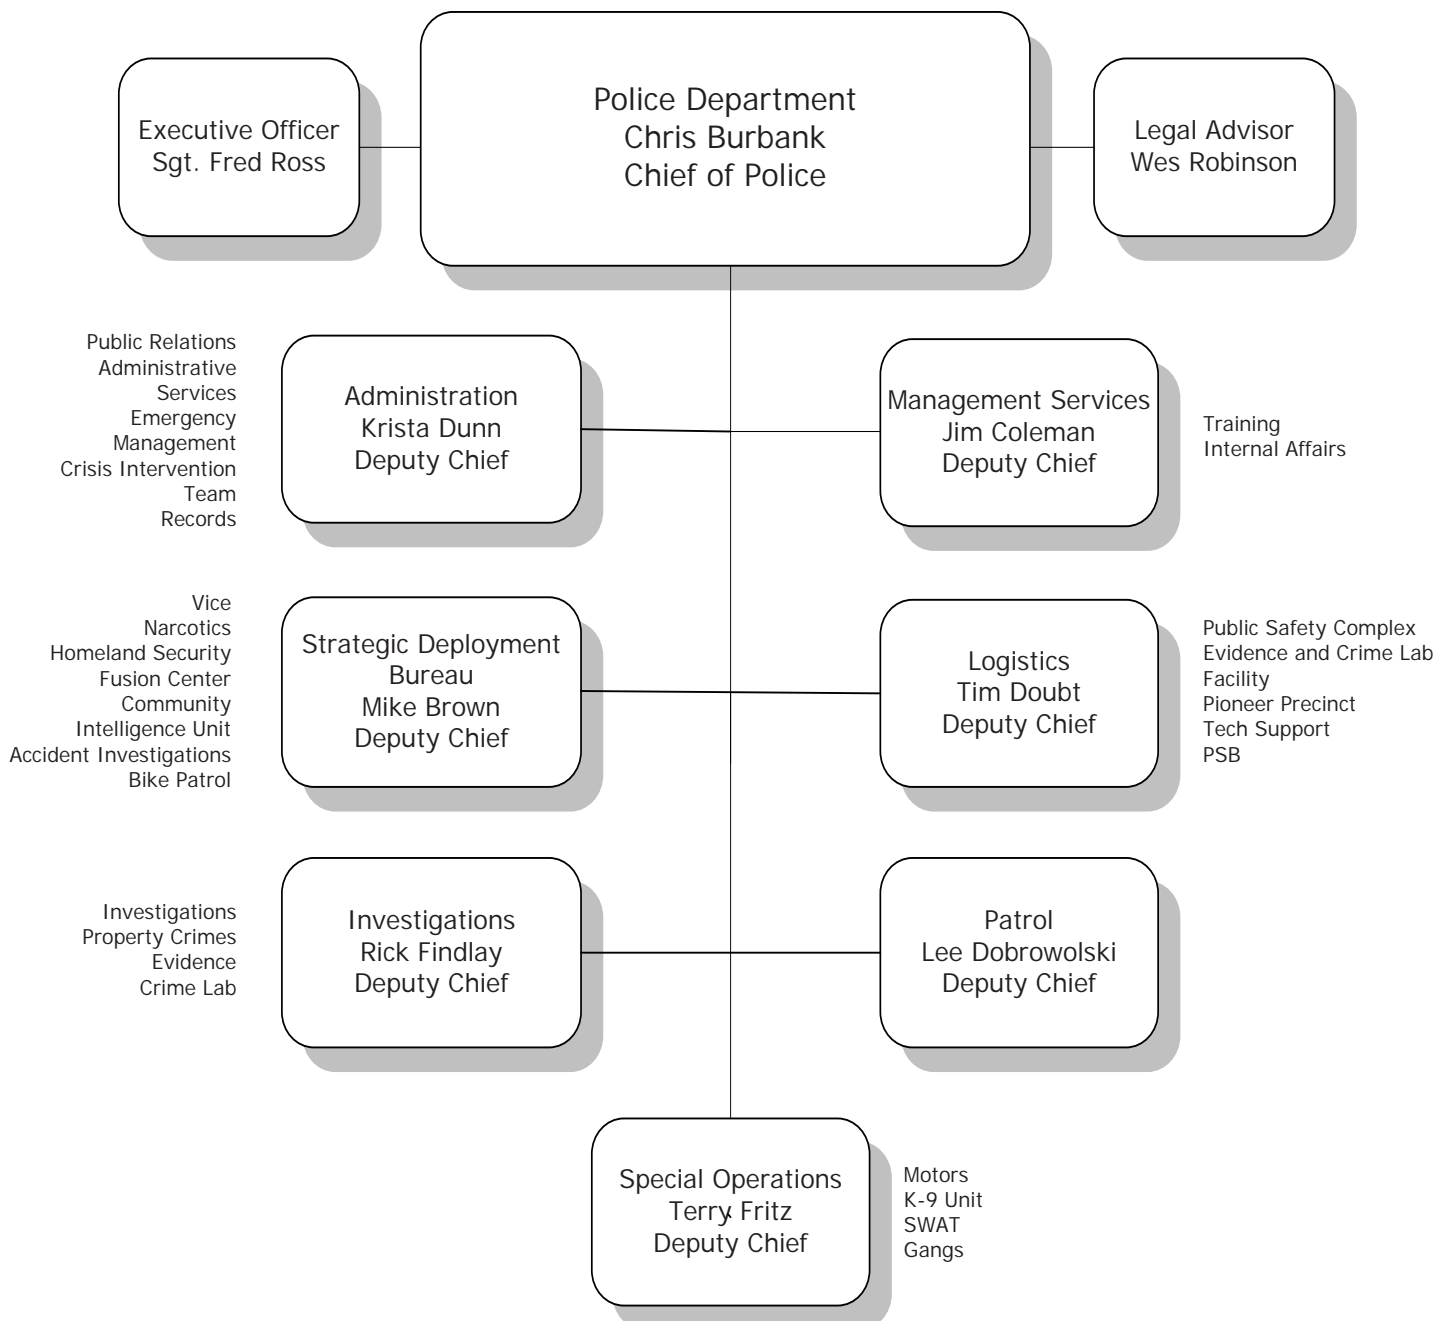 Police Department
Chris Burbank
Chief of Police
Executive Officer
Sgt. Fred Ross
Legal Advisor
Wes Robinson
Public Relations
Administrative
Services
Emergency
Management
Crisis Intervention
Team
Records
Administration
Krista Dunn
Deputy Chief
Management Services
Jim Coleman
Deputy Chief
Training
Internal Affairs
Vice
Narcotics
Homeland Security
Fusion Center
Community
Intelligence Unit
Accident Investigations
Bike Patrol
Strategic Deployment
Bureau
Mike Brown
Deputy Chief
Logistics
Tim Doubt
Deputy Chief
Public Safety Complex
Evidence and Crime Lab
Facility
Pioneer Precinct
Tech Support
PSB
Investigations
Property Crimes
Evidence
Crime Lab
Investigations
Rick Findlay
Deputy Chief
Patrol
Lee Dobrowolski
Deputy Chief
Special Operations
Terry Fritz
Deputy Chief
Motors
K-9 Unit
SWAT
Gangs